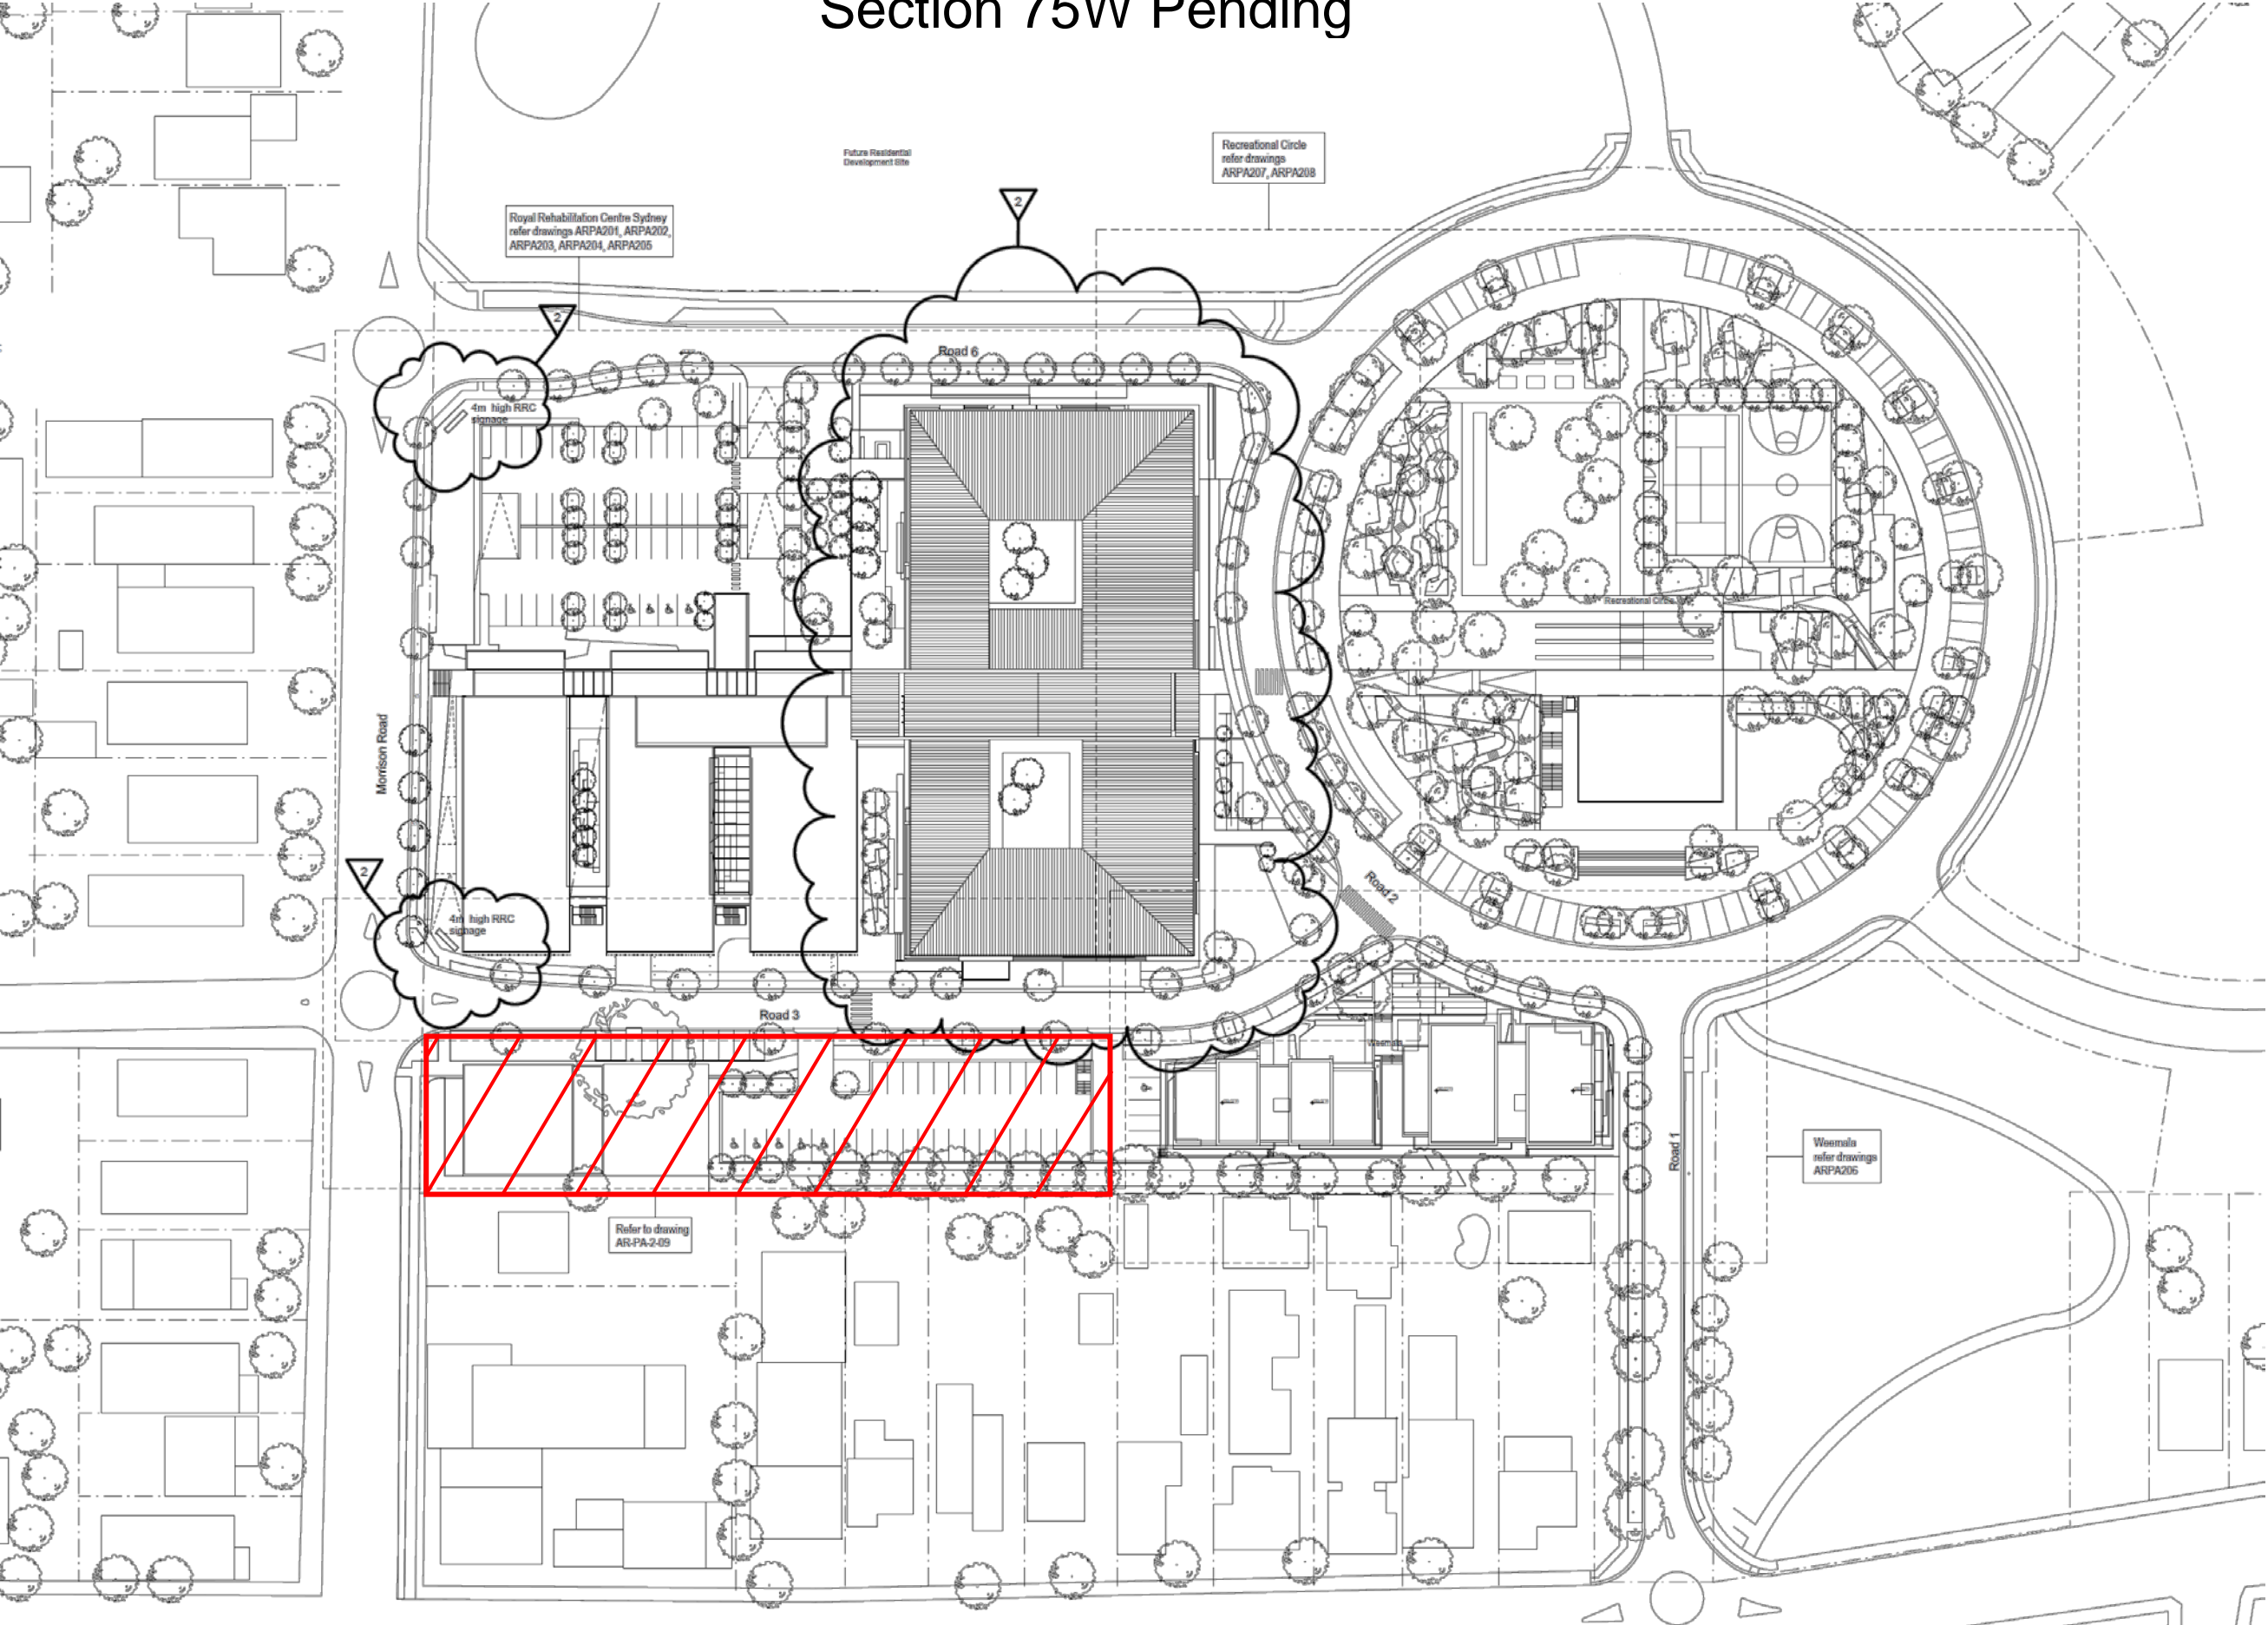 Section 75W Pending
Future Residential
Development Site
Recreational Circle
refer drawings
ARPA207, ARPA208
Royal Rehabilitation Centre Sydney
refer drawings ARPA201, ARPA202,
ARPA203, ARPA204, ARPA205
2
2
Road 6
4m high RRC
signage
Recreational Circle
Morrison Road
2
4m high RRC
signage
Road 2
Road 3
Weemala
Road 1
Weemala
refer drawings
ARPA206
Refer to drawing
AR-PA-2-09